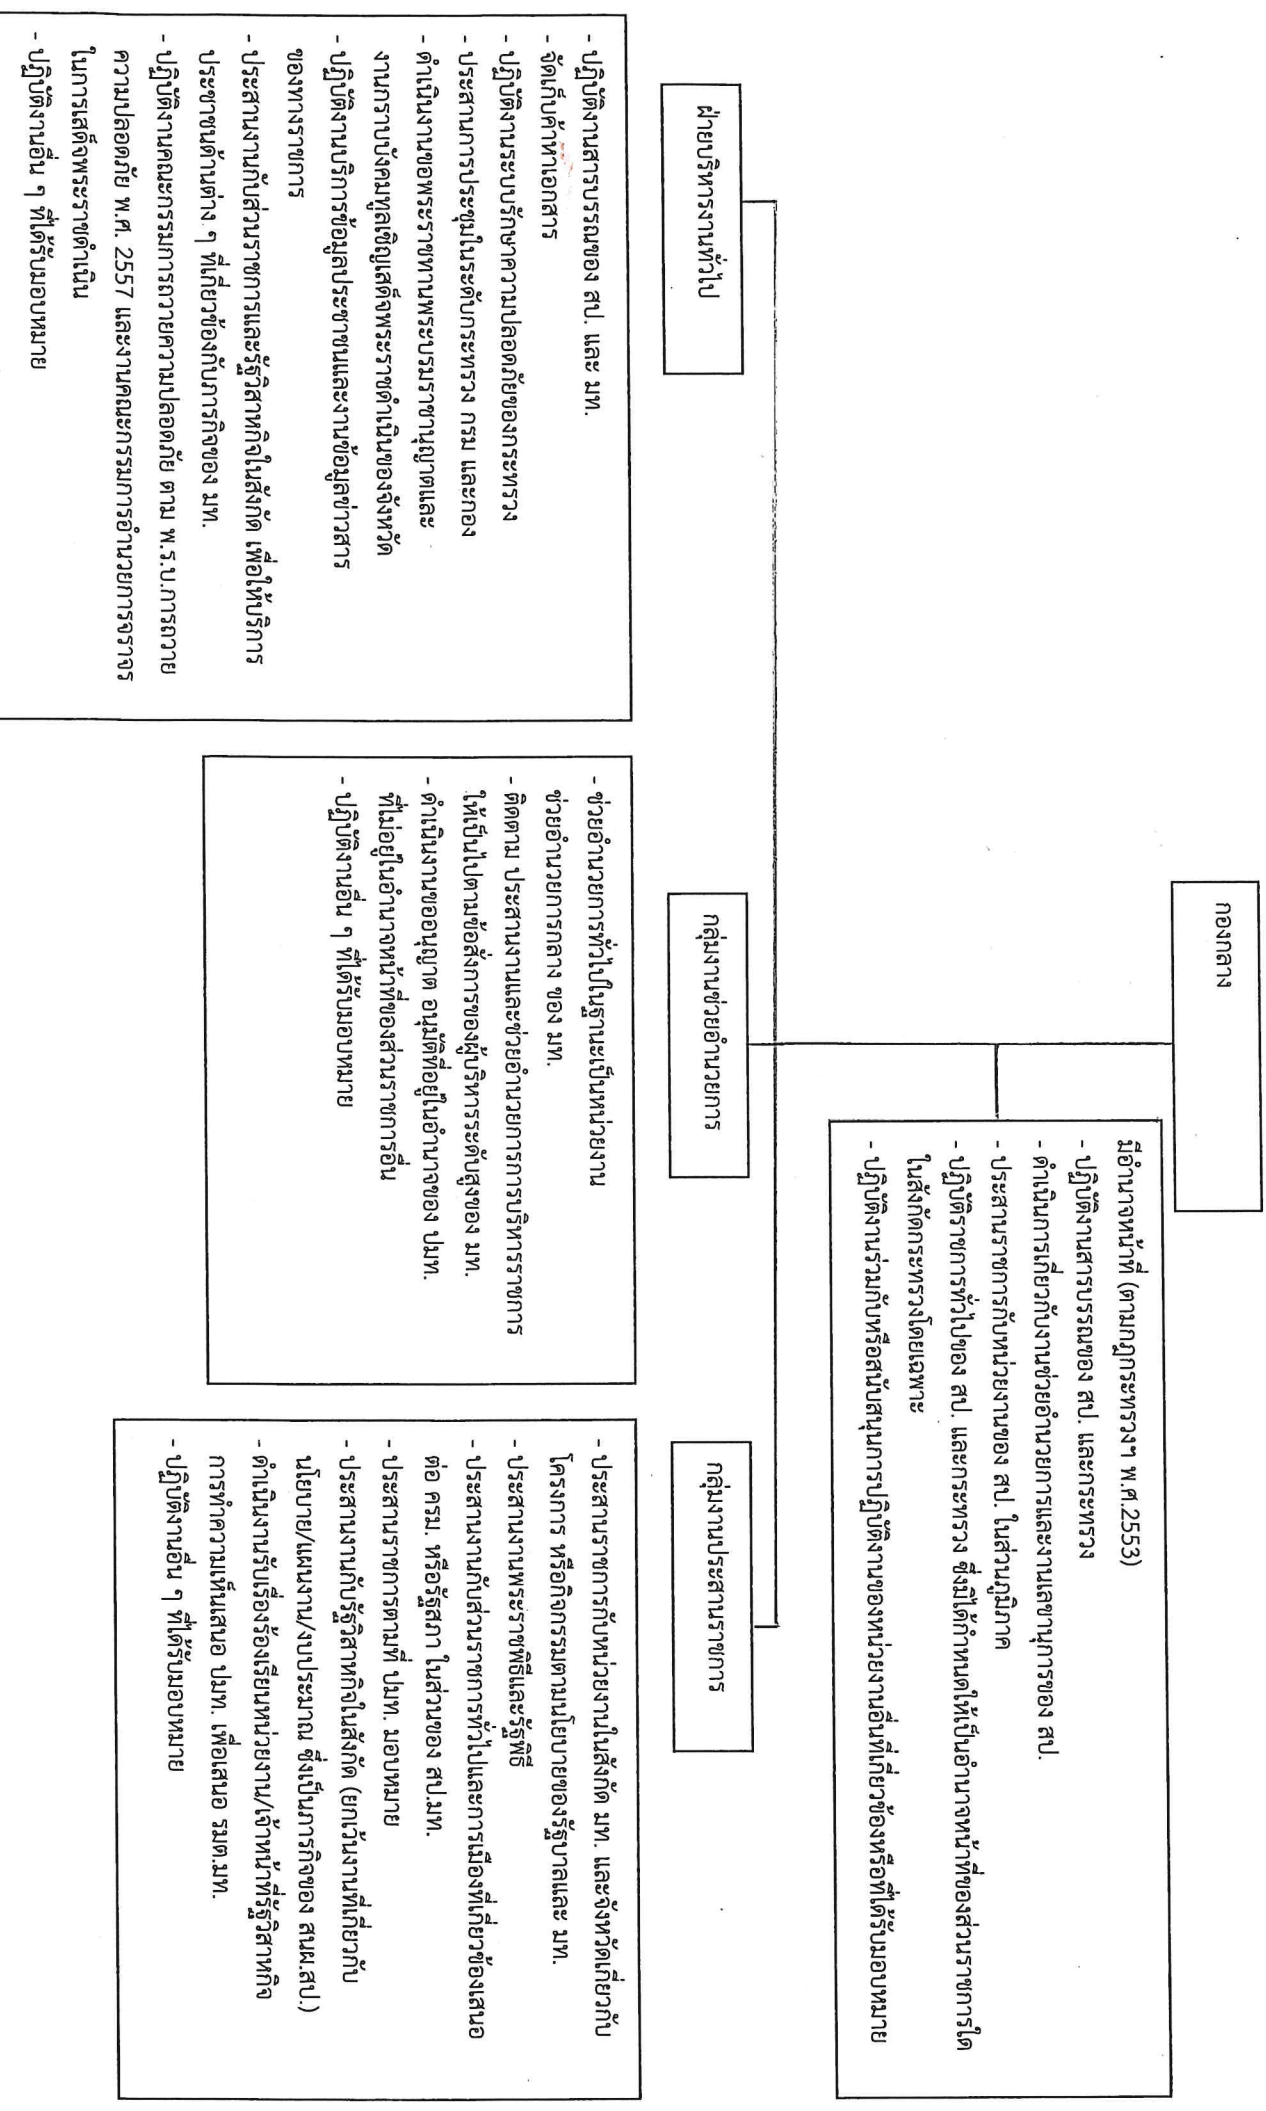 กองกลาง
มีอำนาจหน้าที่ (ตามกฎกระทรวงฯ พ.ศ.2553)
- ปฏิบัติงานสารบรรณของ สป. และกระทรวง
- ดำเนินการเกี่ยวกับงานช่วยอำนวยการและงานเลขานุการของ สป.
- ประสานราชการกับหน่วยงานของ สป. ในส่วนภูมิภาค
- ปฏิบัติราชการทั่วไปของ สป. และกระทรวง ซึ่งมิได้กำหนดให้เป็นอำนาจหน้าที่ของส่วนราชการใด
ในสังกัดกระทรวงโดยเฉพาะ
- ปฏิบัติงานร่วมกับหรือสนับสนุนการปฏิบัติงานของหน่วยงานอื่นที่เกี่ยวข้องหรือที่ได้รับมอบหมาย
ฝ่ายบริหารงานทั่วไป
- ปฏิบัติงานสารบรรณของ สป. และ มท.
- จัดเก็บค้าหาเอกสาร
- ปฏิบัติงานระบบรักษาความปลอดภัยของกระทรวง
- ประสานการประชุมในระดับกระทรวง กรม และกอง
- ดำเนินงานขอพระราชทานพระบรมราชานุญาตและ
งานกราบบังคมทูลเชิญเสด็จพระราชดำเนินของจังหวัด
- ปฏิบัติงานบริการข้อมูลประชาชนและงานข้อมูลข่าวสาร
ของทางราชการ
- ประสานงานกับส่วนราชการและรัฐวิสาหกิจในสังกัด เพื่อให้บริการ
ประชาชนด้านต่าง ๆ ที่เกี่ยวข้องกับภารกิจของ มท.
- ปฏิบัติงานคณะกรรมการถวายความปลอดภัย ตาม พ.ร.บ.การถวาย
ความปลอดภัย พ.ศ. 2557 และงานคณะกรรมการอำนวยการจราจร
ในการเสด็จพระราชดำเนิน
- ปฏิบัติงานอื่น ๆ ที่ได้รับมอบหมาย
กลุ่มงานช่วยอำนวยการ
- ช่วยอำนวยการทั่วไปในฐานะเป็นหน่วยงาน
ช่วยอำนวยการกลาง ของ มท.
- ติดตาม ประสานงานและช่วยอำนวยการการบริหารราชการ
ให้เป็นไปตามข้อสั่งการของผู้บริหารระดับสูงของ มท.
- ดำเนินงานขออนุญาต อนุมัติที่อยู่ในอำนาจของ ปมท.
ที่ไม่อยู่ในอำนาจหน้าที่ของส่วนราชการอื่น
- ปฏิบัติงานอื่น ๆ ที่ได้รับมอบหมาย
กลุ่มงานประสานราชการ
- ประสานราชการกับหน่วยงานในสังกัด มท. และจังหวัดเกี่ยวกับ
โครงการ หรือกิจกรรมตามนโยบายของรัฐบาลและ มท.
- ประสานงานพระราชพิธีและรัฐพิธี
- ประสานงานกับส่วนราชการทั่วไปและการเมืองที่เกี่ยวข้องเสนอ
ต่อ ครม. หรือรัฐสภา ในส่วนของ สป.มท.
- ประสานราชการตามที่ ปมท. มอบหมาย
- ประสานงานกับรัฐวิสาหกิจในสังกัด (ยกเว้นงานที่เกี่ยวกับ
นโยบาย/แผนงาน/งบประมาณ ซึ่งเป็นภารกิจของ สนผ.สป.)
- ดำเนินงานรับเรื่องร้องเรียนหน่วยงาน/เจ้าหน้าที่รัฐวิสาหกิจ
การทำความเห็นเสนอ ปมท. เพื่อเสนอ รมต.มท.
- ปฏิบัติงานอื่น ๆ ที่ได้รับมอบหมาย